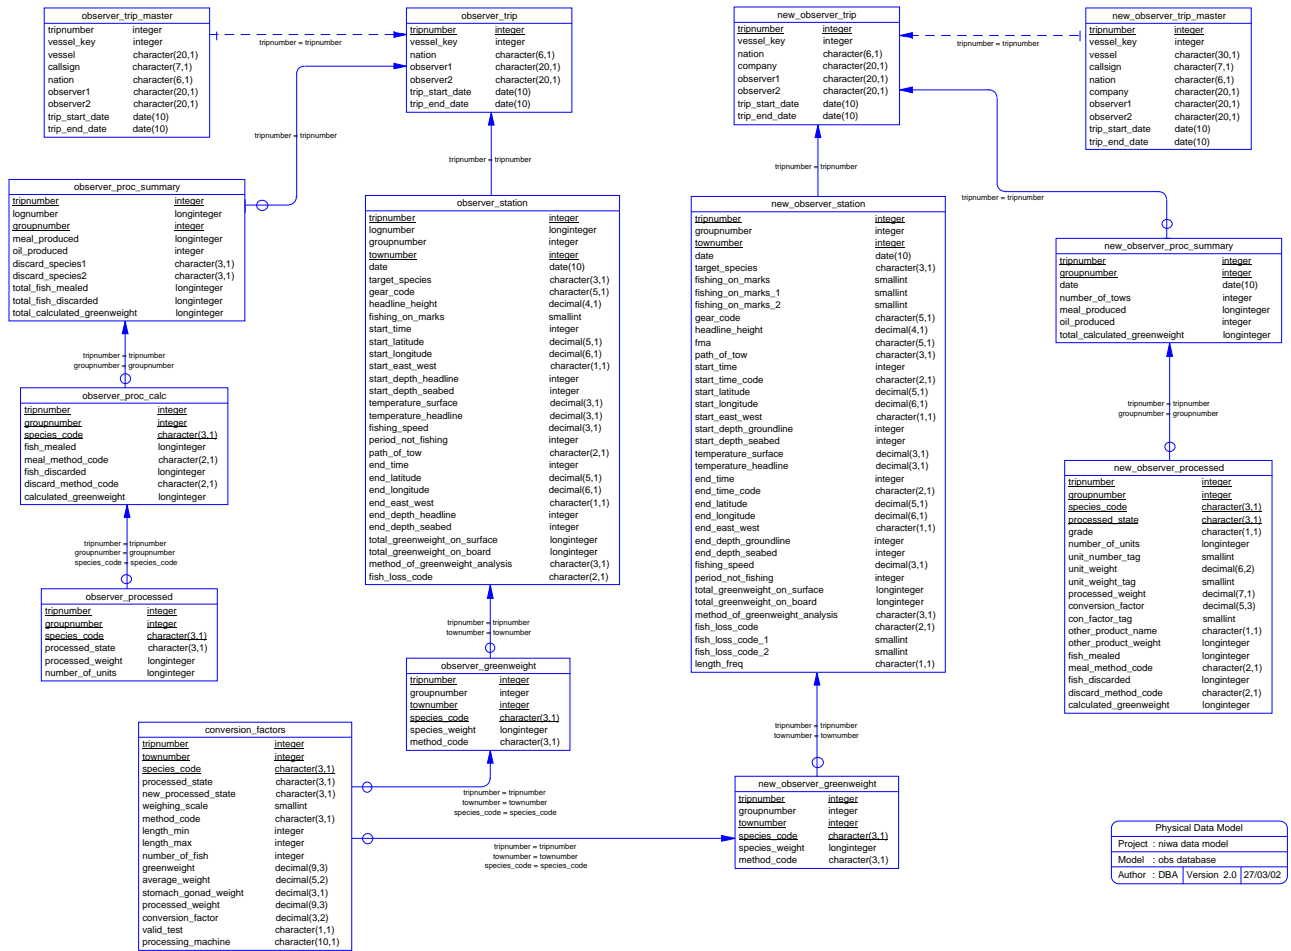 observer_trip_master
tripnumber integer
vessel_key integer
vessel character(20,1)
callsign character(7,1)
nation character(6,1)
observer1 character(20,1)
observer2 character(20,1)
trip_start_date date(10)
trip_end_date date(10)
tripnumber = tripnumber
observer_trip
tripnumber integer
vessel_key integer
nation character(6,1)
observer1 character(20,1)
observer2 character(20,1)
trip_start_date date(10)
trip_end_date date(10)
new_observer_trip
tripnumber integer
vessel_key integer
nation character(6,1)
company character(20,1)
observer1 character(20,1)
observer2 character(20,1)
trip_start_date date(10)
trip_end_date date(10)
tripnumber = tripnumber
new_observer_trip_master
tripnumber integer
vessel_key integer
vessel character(30,1)
callsign character(7,1)
nation character(6,1)
company character(20,1)
observer1 character(20,1)
observer2 character(20,1)
trip_start_date date(10)
trip_end_date date(10)
tripnumber = tripnumber
tripnumber = tripnumber
tripnumber = tripnumber
tripnumber = tripnumber
observer_proc_summary
tripnumber integer
lognumber longinteger
groupnumber integer
meal_produced longinteger
oil_produced integer
discard_species1 character(3,1)
discard_species2 character(3,1)
total_fish_mealed longinteger
total_fish_discarded longinteger
total_calculated_greenweight longinteger
tripnumber = tripnumber
groupnumber = groupnumber
observer_proc_calc
tripnumber integer
groupnumber integer
species_code character(3,1)
fish_mealed longinteger
meal_method_code character(2,1)
fish_discarded longinteger
discard_method_code character(2,1)
calculated_greenweight longinteger
tripnumber = tripnumber
groupnumber = groupnumber
species_code = species_code
observer_processed
tripnumber integer
groupnumber integer
species_code character(3,1)
processed_state character(3,1)
processed_weight longinteger
number_of_units longinteger
observer_station
tripnumber integer
lognumber longinteger
groupnumber integer
townumber integer
date date(10)
target_species character(3,1)
gear_code character(5,1)
headline_height decimal(4,1)
fishing_on_marks smallint
start_time integer
start_latitude decimal(5,1)
start_longitude decimal(6,1)
start_east_west character(1,1)
start_depth_headline integer
start_depth_seabed integer
temperature_surface decimal(3,1)
temperature_headline decimal(3,1)
fishing_speed decimal(3,1)
period_not_fishing integer
path_of_tow character(2,1)
end_time integer
end_latitude decimal(5,1)
end_longitude decimal(6,1)
end_east_west character(1,1)
end_depth_headline integer
end_depth_seabed integer
total_greenweight_on_surface longinteger
total_greenweight_on_board longinteger
method_of_greenweight_analysis character(3,1)
fish_loss_code character(2,1)
tripnumber = tripnumber
townumber = townumber
observer_greenweight
tripnumber integer
groupnumber integer
townumber integer
species_code character(3,1)
species_weight longinteger
method_code character(3,1)
new_observer_station
tripnumber integer
groupnumber integer
townumber integer
date date(10)
target_species character(3,1)
fishing_on_marks smallint
fishing_on_marks_1 smallint
fishing_on_marks_2 smallint
gear_code character(5,1)
headline_height decimal(4,1)
fma character(5,1)
path_of_tow character(3,1)
start_time integer
start_time_code character(2,1)
start_latitude decimal(5,1)
start_longitude decimal(6,1)
start_east_west character(1,1)
start_depth_groundline integer
start_depth_seabed integer
temperature_surface decimal(3,1)
temperature_headline decimal(3,1)
end_time integer
end_time_code character(2,1)
end_latitude decimal(5,1)
end_longitude decimal(6,1)
end_east_west character(1,1)
end_depth_groundline integer
end_depth_seabed integer
fishing_speed decimal(3,1)
period_not_fishing integer
total_greenweight_on_surface longinteger
total_greenweight_on_board longinteger
method_of_greenweight_analysis character(3,1)
fish_loss_code character(2,1)
fish_loss_code_1 smallint
fish_loss_code_2 smallint
length_freq character(1,1)
tripnumber = tripnumber
townumber = townumber
new_observer_greenweight
tripnumber integer
groupnumber integer
townumber integer
species_code character(3,1)
species_weight longinteger
method_code character(3,1)
new_observer_proc_summary
tripnumber integer
groupnumber integer
date date(10)
number_of_tows integer
meal_produced longinteger
oil_produced integer
total_calculated_greenweight longinteger
tripnumber = tripnumber
groupnumber = groupnumber
new_observer_processed
tripnumber integer
groupnumber integer
species_code character(3,1)
processed_state character(3,1)
grade character(1,1)
number_of_units longinteger
unit_number_tag smallint
unit_weight decimal(6,2)
unit_weight_tag smallint
processed_weight decimal(7,1)
conversion_factor decimal(5,3)
con_factor_tag smallint
other_product_name character(1,1)
other_product_weight longinteger
fish_mealed longinteger
meal_method_code character(2,1)
fish_discarded longinteger
discard_method_code character(2,1)
calculated_greenweight longinteger
conversion_factors
tripnumber integer
townumber integer
species_code character(3,1)
processed_state character(3,1)
new_processed_state character(3,1)
weighing_scale smallint
method_code character(3,1)
length_min integer
length_max integer
number_of_fish integer
greenweight decimal(9,3)
average_weight decimal(5,2)
stomach_gonad_weight decimal(3,1)
processed_weight decimal(9,3)
conversion_factor decimal(3,2)
valid_test character(1,1)
processing_machine character(10,1)
tripnumber = tripnumber
townumber = townumber
species_code = species_code
tripnumber = tripnumber
townumber = townumber
species_code = species_code
Physical Data Model
Project : niwa data model
Model : obs database
Author : DBA Version 2.0 27/03/02